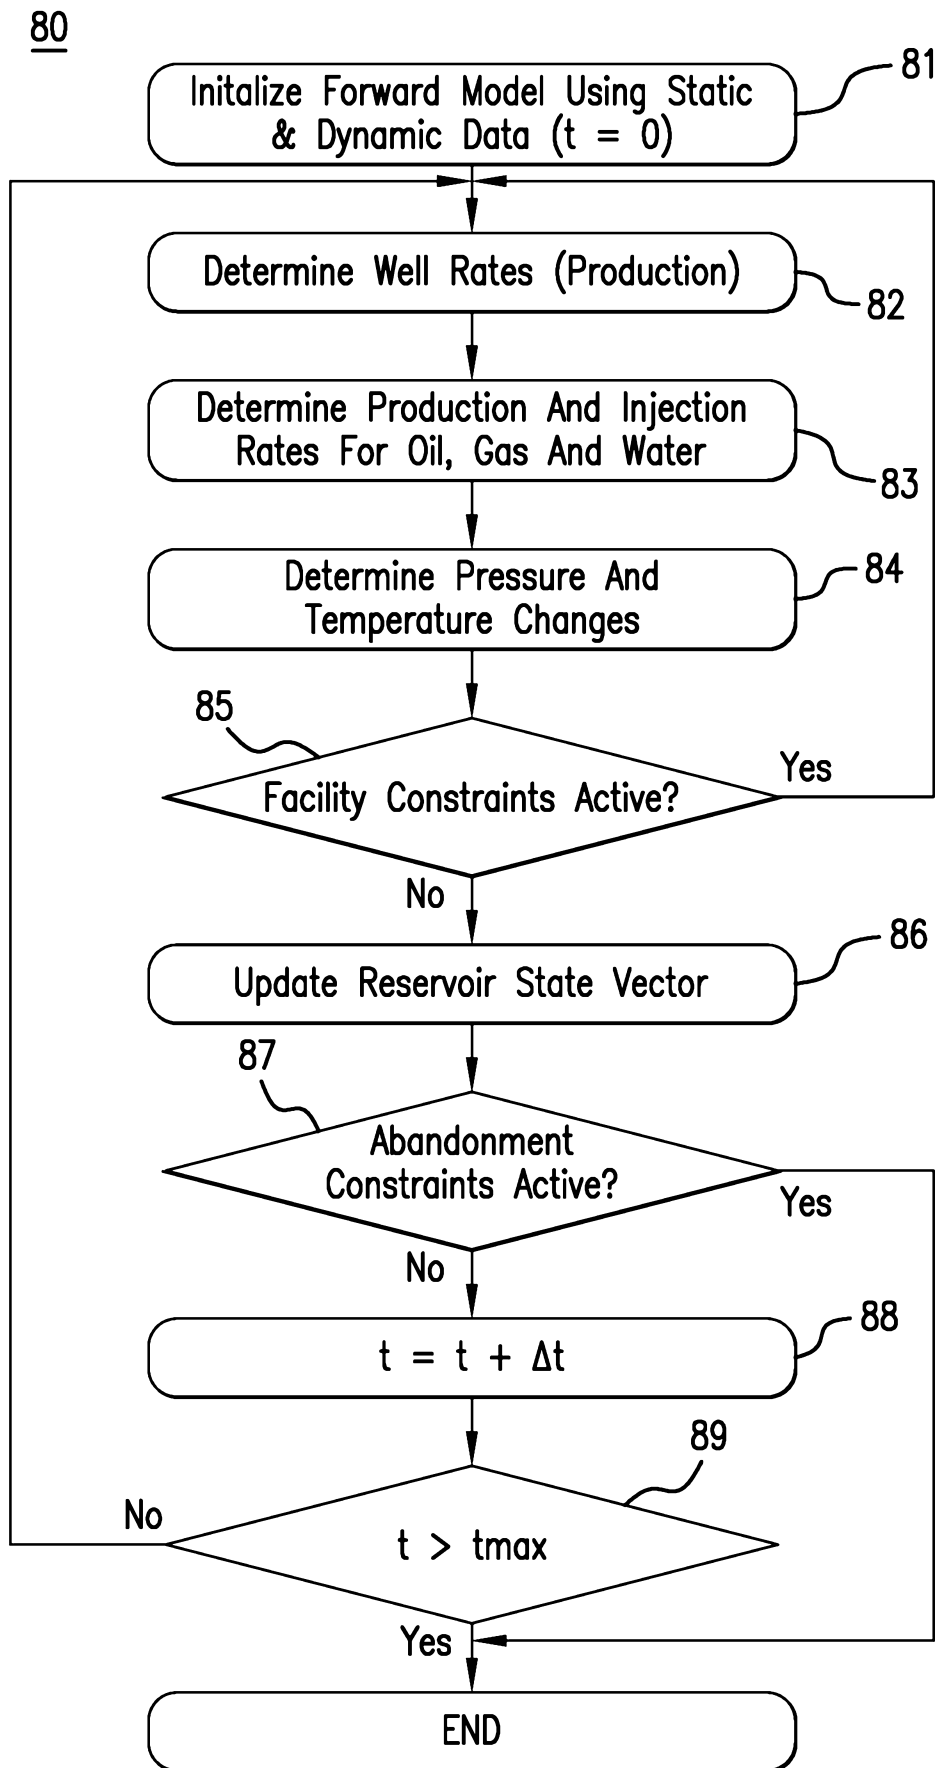 80
81
Initalize Forward Model Using Static
& Dynamic Data (t = 0)
Determine Well Rates (Production)
82
Determine Production And Injection
Rates For Oil, Gas And Water
83
84
Determine Pressure And
Temperature Changes
85
Facility Constraints Active?
Yes
No
86
Update Reservoir State Vector
87
Abandonment
Constraints Active?
Yes
No
88
t = t + Δt
89
No
t > tmax
Yes
END